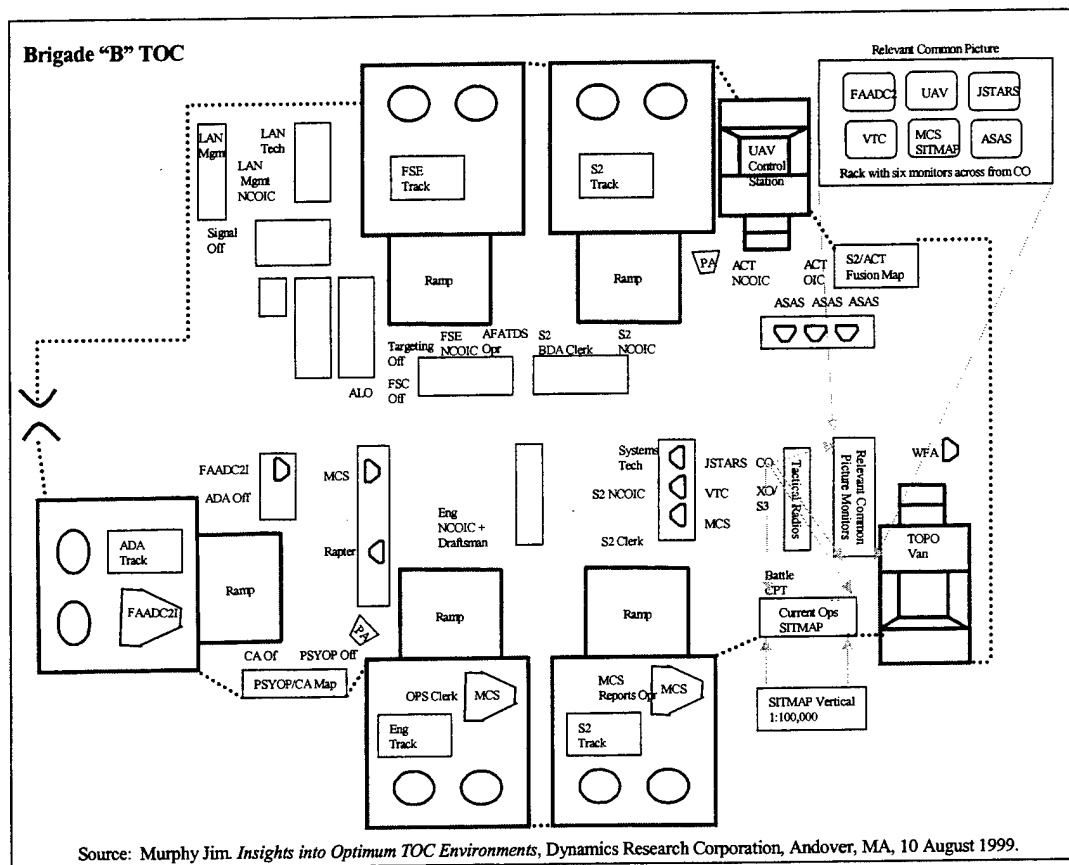 Brigade “B” TOC
Relevant Common Picture
FAADC2
UAV
JSTARS
VTC
MCS
SITMAP
ASAS
Rack with six monitors across from CO
LAN
Mgm
LAN
Tech
LAN
Mgmt
NCOIC
Signal
Off
FSE
Track
S2
Track
UAV
Control
Station
Ramp
Ramp
PA
ACT
NCOIC
ACT
OIC
S2/ACT
Fusion Map
ASAS ASAS ASAS
Targeting
Off
FSE
NCOIC
AFATDS
Opr
S2
BDA Clerk
S2
NCOIC
FSC
Off
ALO
FAADC2I
ADA Off
MCS
Rapter
Eng
NCOIC +
Draftsman
Systems
Tech
S2 NCOIC
S2 Clerk
JSTARS
VTC
MCS
CO
XO/
S3
Tactical Radios
Relevant Common
Picture Monitors
WFA
TOPO
Van
ADA
Track
FAADC2I
Ramp
Ramp
Ramp
Battle
CPT
Current Ops
SITMAP
PA
CA Of
PSYOP Off
PSYOP/CA Map
OPS Clerk
MCS
MCS
Reports Opr
MCS
Eng
Track
S2
Track
SITMAP Vertical
1:100,000
Source: Murphy Jim. Insights into Optimum TOC Environments, Dynamics Research Corporation, Andover, MA, 10 August 1999.